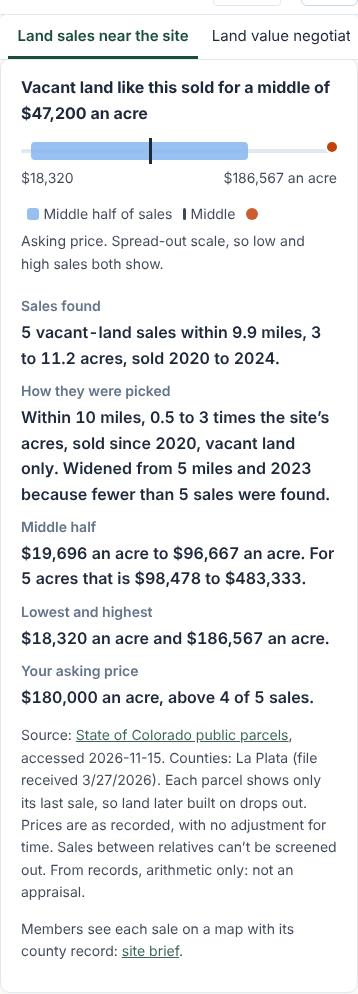 Land sales near the site   Land value negotiat
Vacant land like this sold for a middle of
$47,200 an acre
$18,320   $186,567 an acre
Middle half of sales   Middle
Asking price. Spread-out scale, so low and
high sales both show.
Sales found
5 vacant-land sales within 9.9 miles, 3
to 11.2 acres, sold 2020 to 2024.
How they were picked
Within 10 miles, 0.5 to 3 times the site’s
acres, sold since 2020, vacant land
only. Widened from 5 miles and 2023
because fewer than 5 sales were found.
Middle half
$19,696 an acre to $96,667 an acre. For
5 acres that is $98,478 to $483,333.
Lowest and highest
$18,320 an acre and $186,567 an acre.
Your asking price
$180,000 an acre, above 4 of 5 sales.
Source: State of Colorado public parcels,
accessed 2026-11-15. Counties: La Plata (file
received 3/27/2026). Each parcel shows only
its last sale, so land later built on drops out.
Prices are as recorded, with no adjustment for
time. Sales between relatives can’t be screened
out. From records, arithmetic only: not an
appraisal.
Members see each sale on a map with its
county record: site brief.